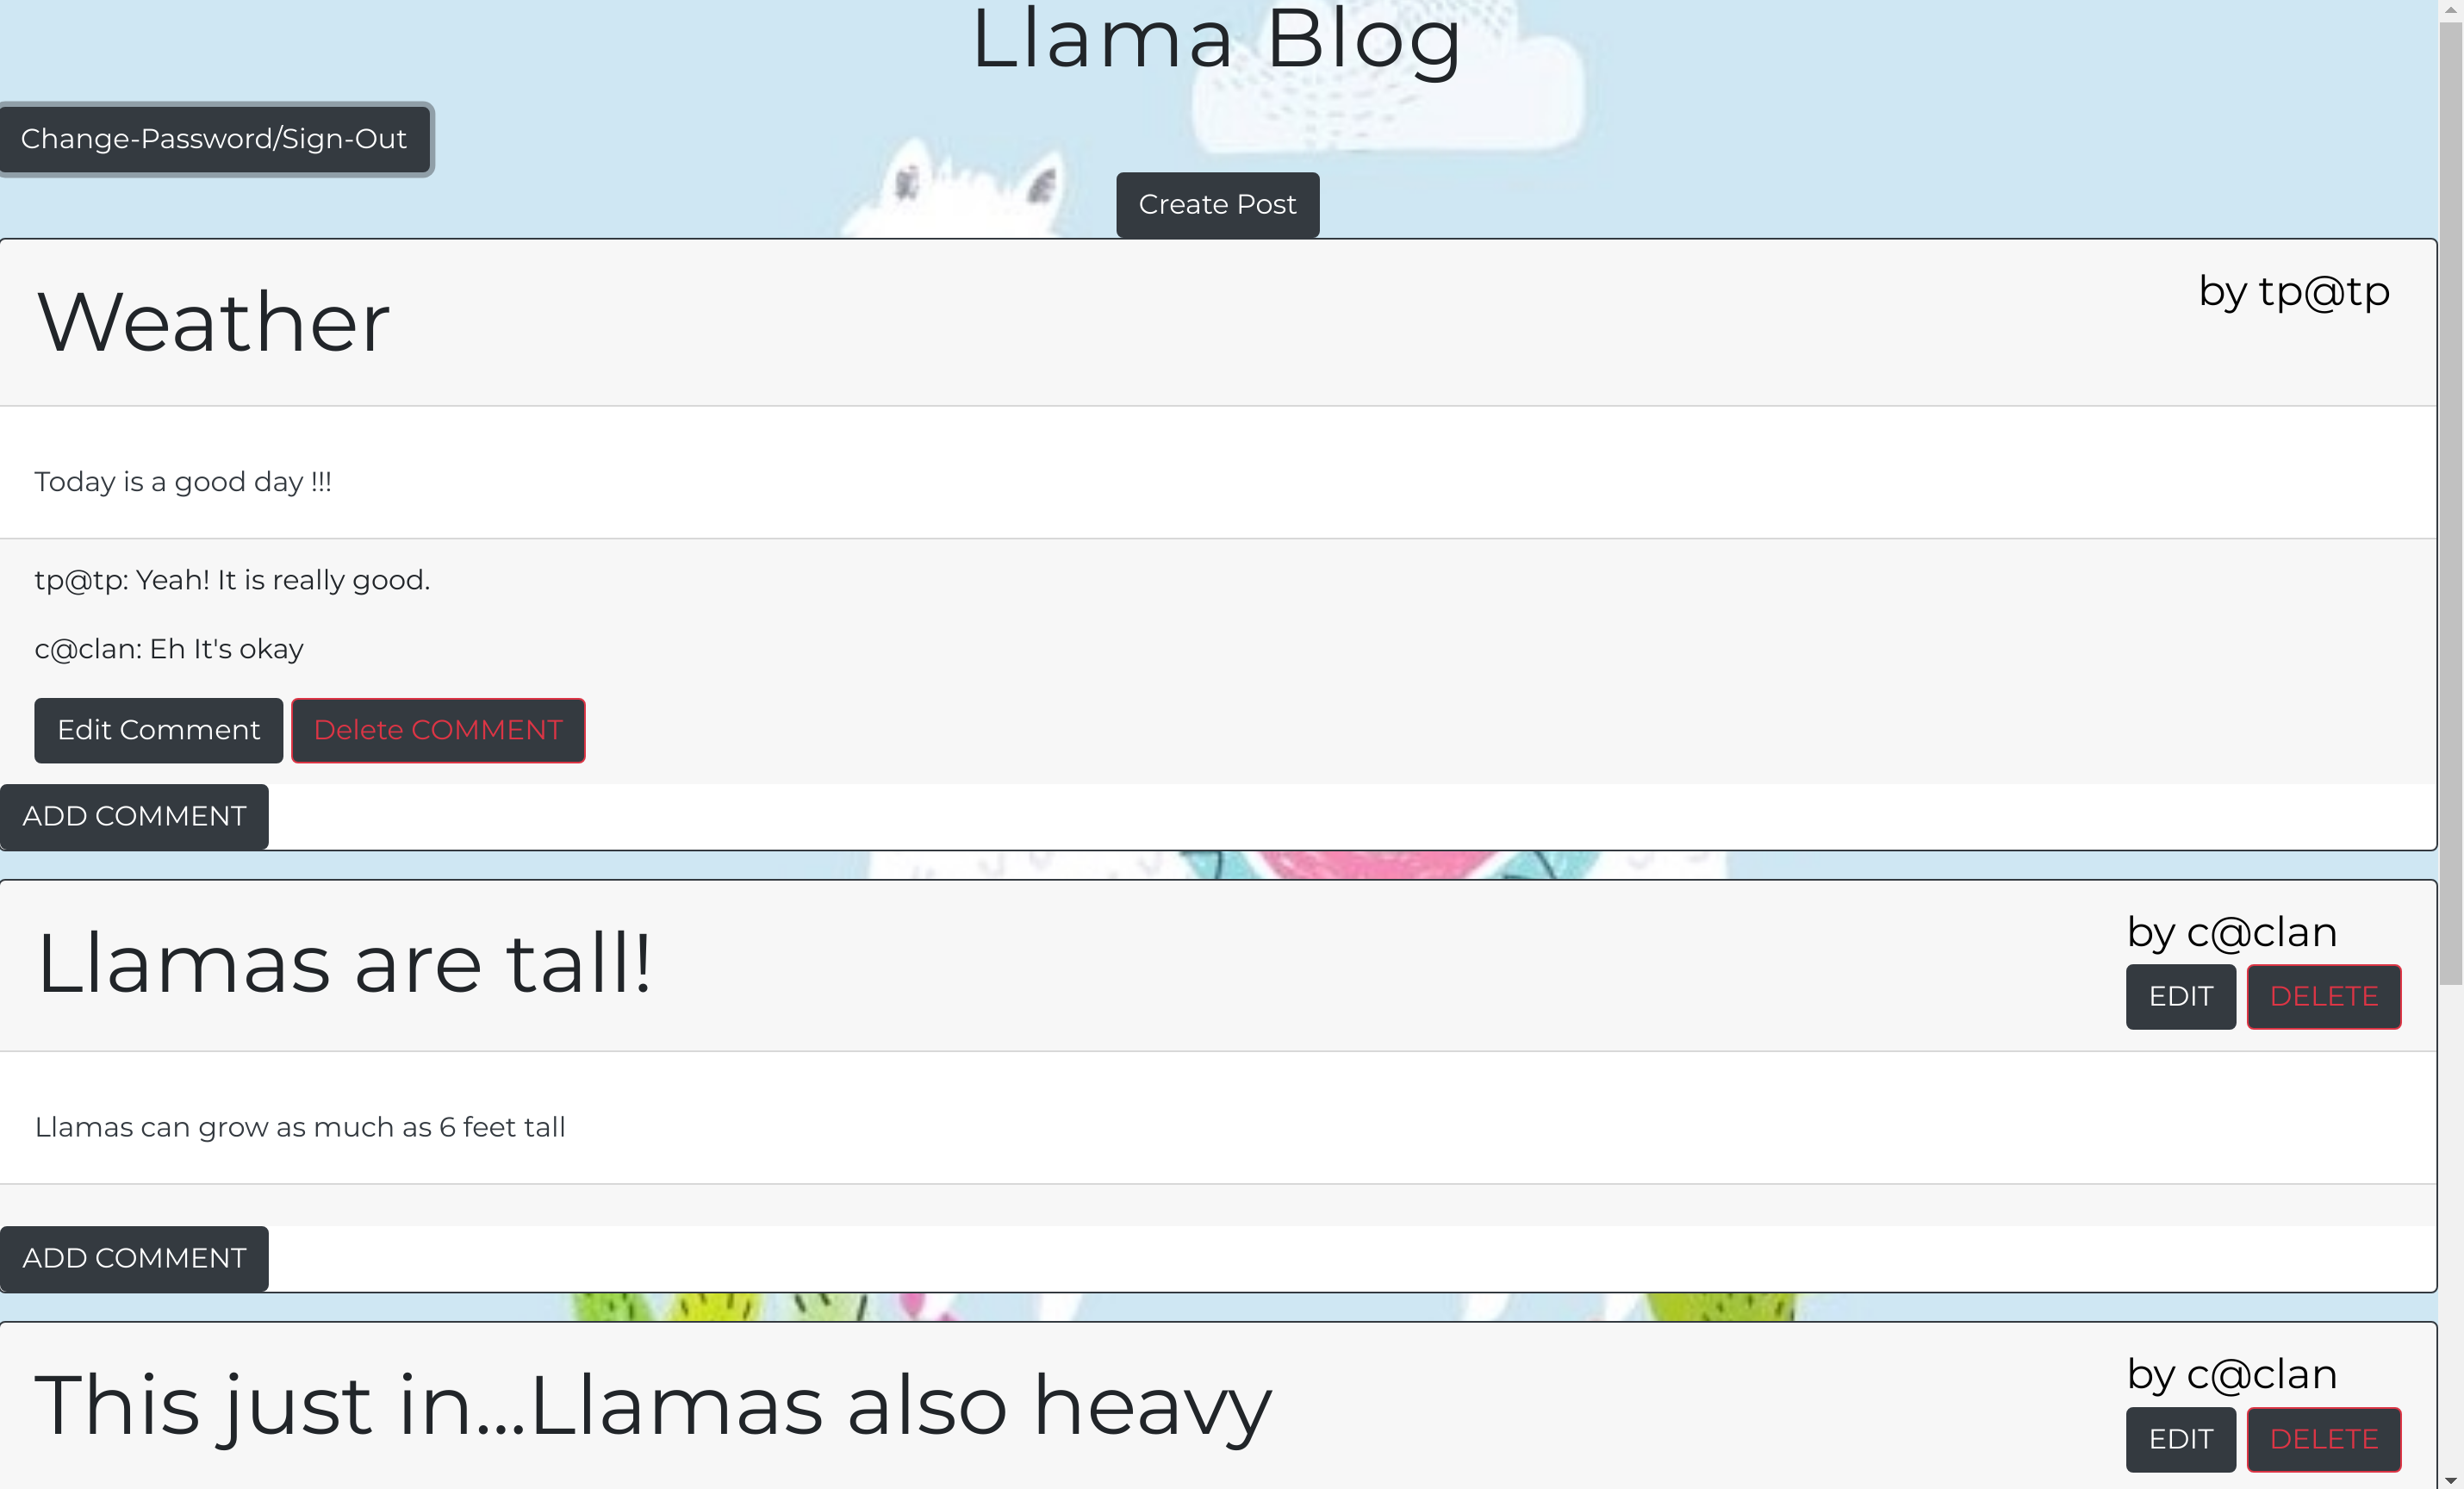 Llama Blog
Change-Password/Sign-Out
Create Post
Weather
by tp@tp
Today is a good day !!!
tp@tp: Yeah! It is really good.
c@clan: Eh It's okay
Edit Comment Delete COMMENT
ADD COMMENT
Llamas are tall!
by c@clan
EDIT DELETE
Llamas can grow as much as 6 feet tall
ADD COMMENT
This just in...Llamas also heavy
by c@clan
EDIT DELETE